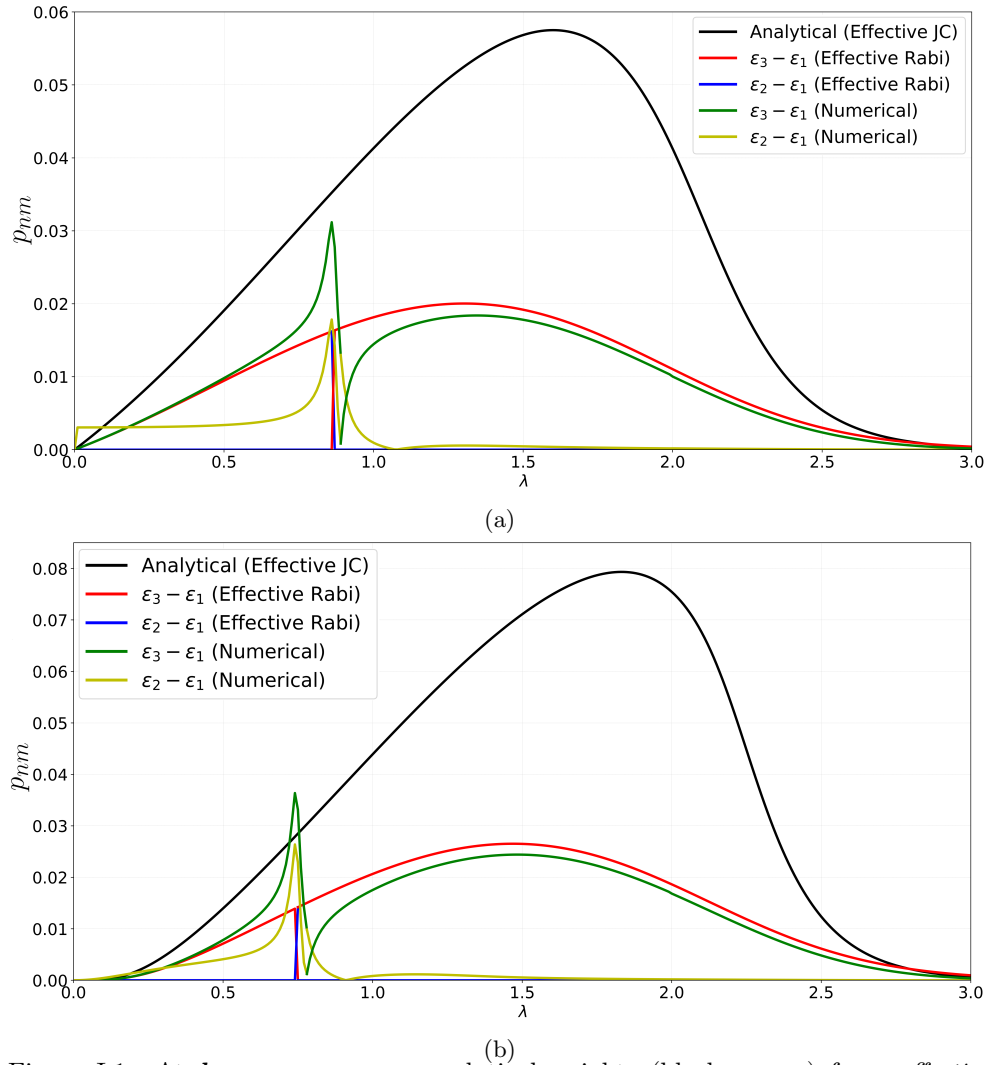 0.06
0.05
0.04
0.03
0.02
0.01
0.00
p_{nm}
Analytical (Effective JC)
ε₃ − ε₁ (Effective Rabi)
ε₂ − ε₁ (Effective Rabi)
ε₃ − ε₁ (Numerical)
ε₂ − ε₁ (Numerical)
0.0 0.5 1.0 1.5 2.0 2.5 3.0
λ
(a)
0.08
0.07
0.06
0.05
0.04
0.03
0.02
0.01
0.00
p_{nm}
Analytical (Effective JC)
ε₃ − ε₁ (Effective Rabi)
ε₂ − ε₁ (Effective Rabi)
ε₃ − ε₁ (Numerical)
ε₂ − ε₁ (Numerical)
0.0 0.5 1.0 1.5 2.0 2.5 3.0
λ
(b)